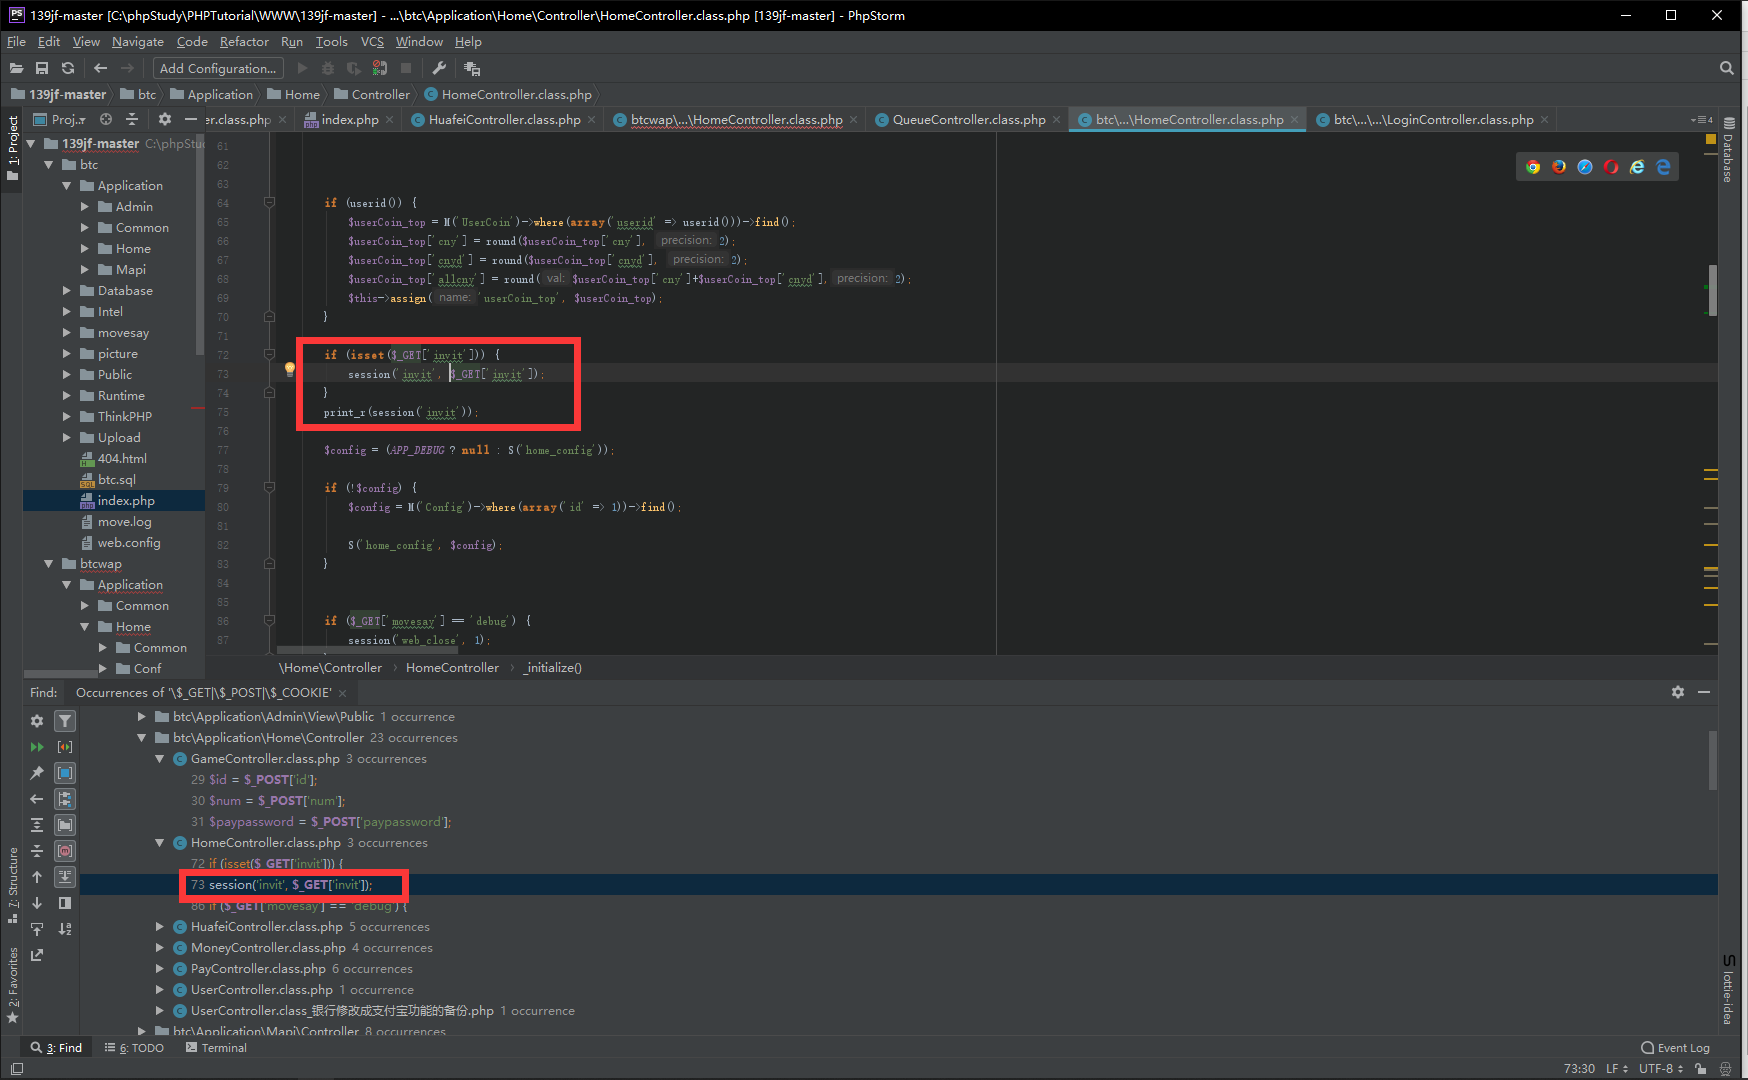 139jf-master [C:\phpStudy\PHPTutorial\WWW\139jf-master] - ...\btc\Application\Home\Controller\HomeController.class.php [139jf-master] - PhpStorm
File Edit View Navigate Code Refactor Run Tools VCS Window Help
Add Configuration...
139jf-master btc Application Home Controller HomeController.class.php
1: Project
Proj..
er.class.php index.php HuafeiController.class.php btcwap\...\HomeController.class.php QueueController.class.php btc\...\HomeController.class.php btc\...\...\LoginController.class.php
4
Database
139jf-master C:\phpStu
btc
Application
Admin
Common
Home
Mapi
Database
Intel
movesay
picture
Public
Runtime
ThinkPHP
Upload
404.html
btc.sql
index.php
move.log
web.config
btcwap
Application
Common
Home
Common
Conf
61
62
63
64 if (userid()) {
65 $userCoin_top = M('UserCoin')->where(array('userid' => userid()))->find();
66 $userCoin_top['cny'] = round($userCoin_top['cny'], precision: 2);
67 $userCoin_top['cnyd'] = round($userCoin_top['cnyd'], precision: 2);
68 $userCoin_top['allcny'] = round( val: $userCoin_top['cny']+$userCoin_top['cnyd'], precision: 2);
69 $this->assign( name: 'userCoin_top', $userCoin_top);
70 }
71
72 if (isset($_GET['invit'])) {
73 session('invit', $_GET['invit']);
74 }
75 print_r(session('invit'));
76
77 $config = (APP_DEBUG ? null : S('home_config'));
78
79 if (!$config) {
80 $config = M('Config')->where(array('id' => 1))->find();
81
82 S('home_config', $config);
83 }
84
85
86 if ($_GET['movesay'] == 'debug') {
87 session('web_close', 1);
\Home\Controller HomeController _initialize()
Find: Occurrences of '\$_GET|\$_POST|\$_COOKIE'
btc\Application\Admin\View\Public 1 occurrence
btc\Application\Home\Controller 23 occurrences
GameController.class.php 3 occurrences
29 $id = $_POST['id'];
30 $num = $_POST['num'];
31 $paypassword = $_POST['paypassword'];
HomeController.class.php 3 occurrences
72 if (isset($_GET['invit'])) {
73 session('invit', $_GET['invit']);
86 if ($_GET['movesay'] == 'debug') {
HuafeiController.class.php 5 occurrences
MoneyController.class.php 4 occurrences
PayController.class.php 6 occurrences
UserController.class.php 1 occurrence
UserController.class_银行修改成支付宝功能的备份.php 1 occurrence
btc\Application\Mapi\Controller 8 occurrences
7: Structure
2: Favorites
lottie-idea
3: Find 6: TODO Terminal Event Log
73:30 LF UTF-8